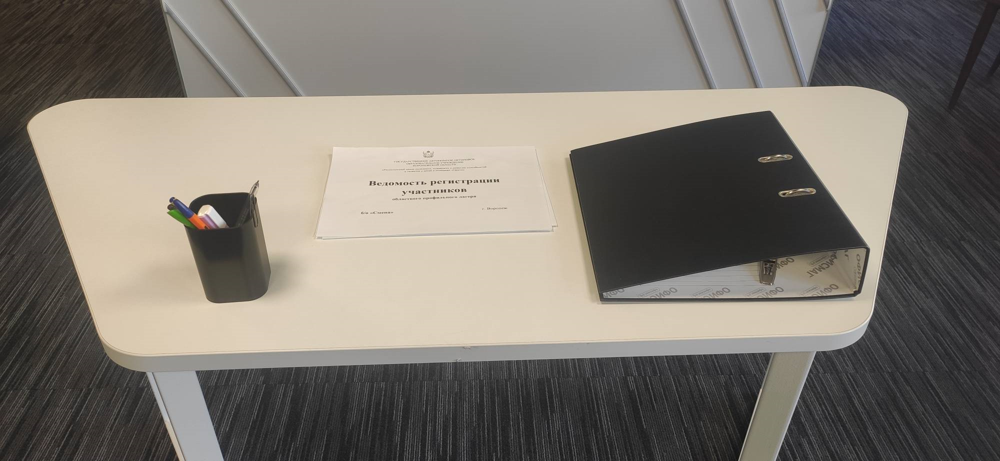 ГОСУДАРСТВЕННОЕ АВТОНОМНОЕ НЕТИПОВОЕ
ОБРАЗОВАТЕЛЬНОЕ УЧРЕЖДЕНИЕ
ВОРОНЕЖСКОЙ ОБЛАСТИ
«Региональный центр выявления, поддержки и развития способностей
и талантов у детей и молодежи «Орион»
Ведомость регистрации
участников
областного профильного лагеря
г. Воронеж
б/о «Смена»
ОФИСМАГ
ОФИСМАГ